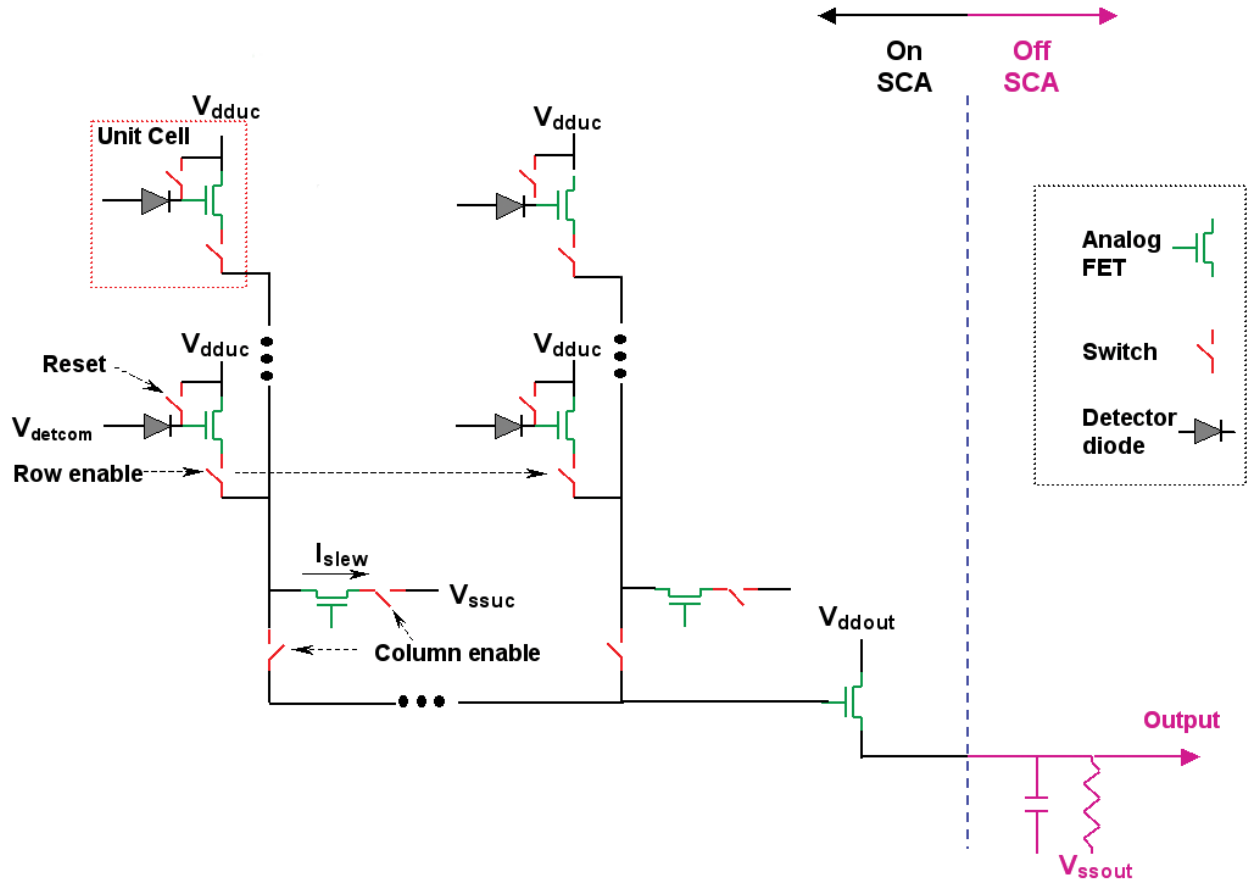 On
SCA
Off
SCA
Vdduc
Unit Cell
Vdduc
Analog
FET
Switch
Detector
diode
Vdduc
Vdduc
Reset
Vdetcom
Row enable
Islew
Vssuc
Column enable
Vddout
Output
Vssout